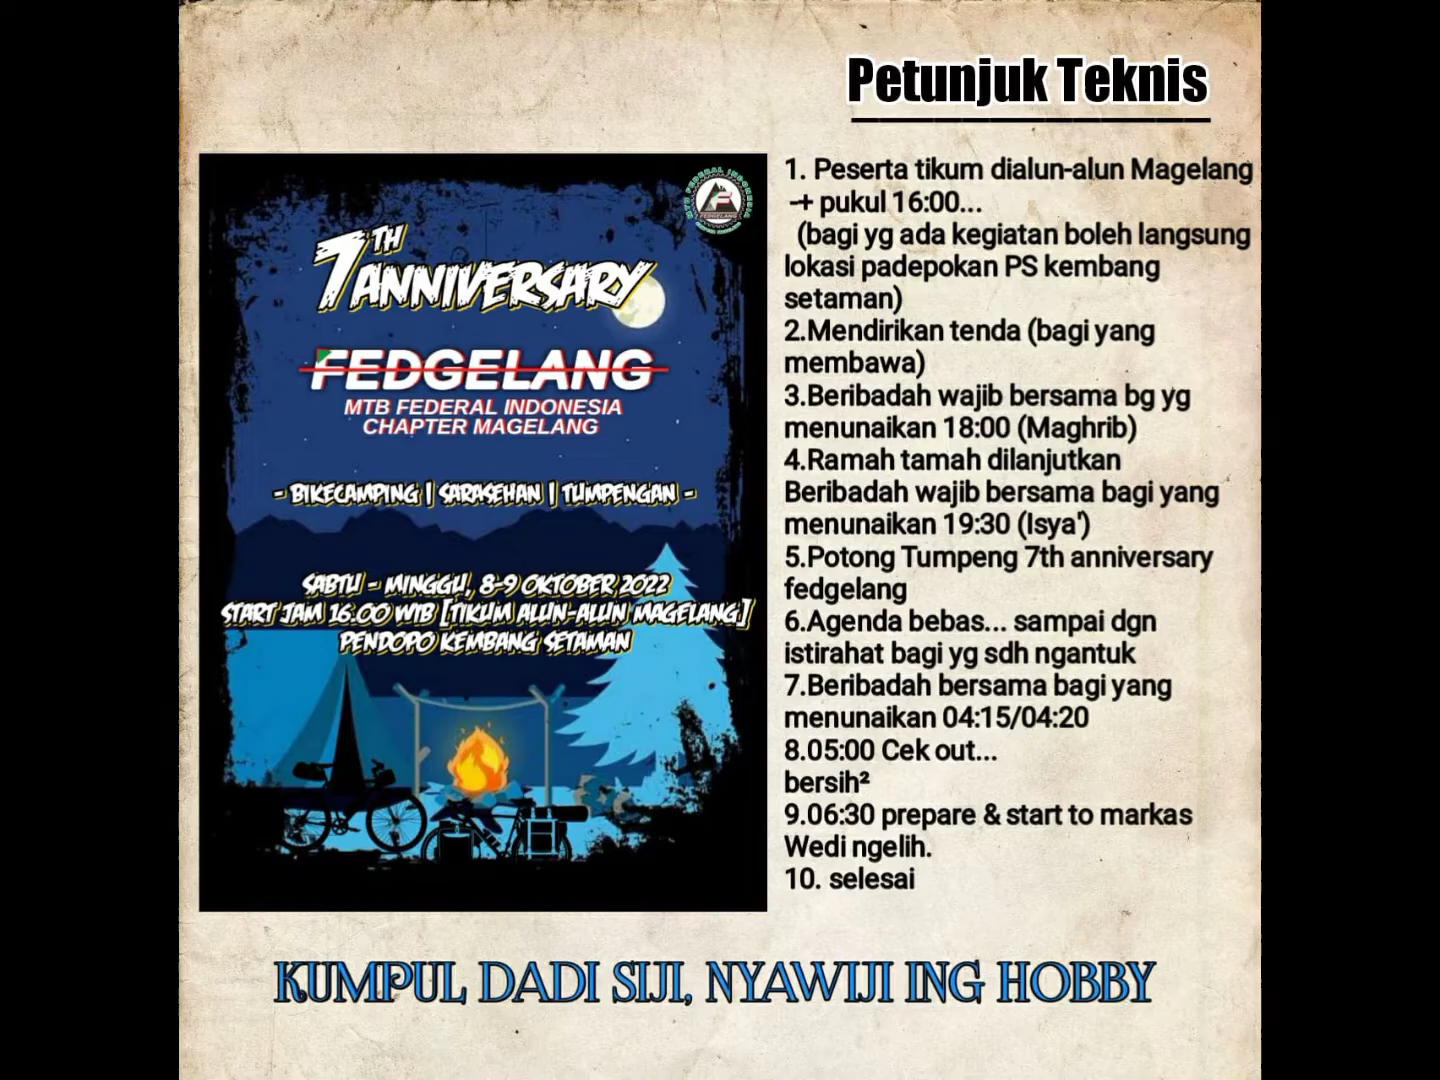 Petunjuk Teknis
MTB FEDERAL INDONESIA
FEDGELANG
7TH
ANNIVERSARY
FEDGELANG
MTB FEDERAL INDONESIA
CHAPTER MAGELANG
- BIKECAMPING | SARASEHAN | TUMPENGAN -
SABTU - MINGGU, 8-9 OKTOBER 2022
START JAM 16.00 WIB [TIKUM ALUN-ALUN MAGELANG]
PENDOPO KEMBANG SETAMAN
1. Peserta tikum dialun-alun Magelang
-+ pukul 16:00...
(bagi yg ada kegiatan boleh langsung
lokasi padepokan PS kembang
setaman)
2.Mendirikan tenda (bagi yang
membawa)
3.Beribadah wajib bersama bg yg
menunaikan 18:00 (Maghrib)
4.Ramah tamah dilanjutkan
Beribadah wajib bersama bagi yang
menunaikan 19:30 (Isya')
5.Potong Tumpeng 7th anniversary
fedgelang
6.Agenda bebas... sampai dgn
istirahat bagi yg sdh ngantuk
7.Beribadah bersama bagi yang
menunaikan 04:15/04:20
8.05:00 Cek out...
bersih²
9.06:30 prepare & start to markas
Wedi ngelih.
10. selesai
KUMPUL DADI SIJI, NYAWIJI ING HOBBY